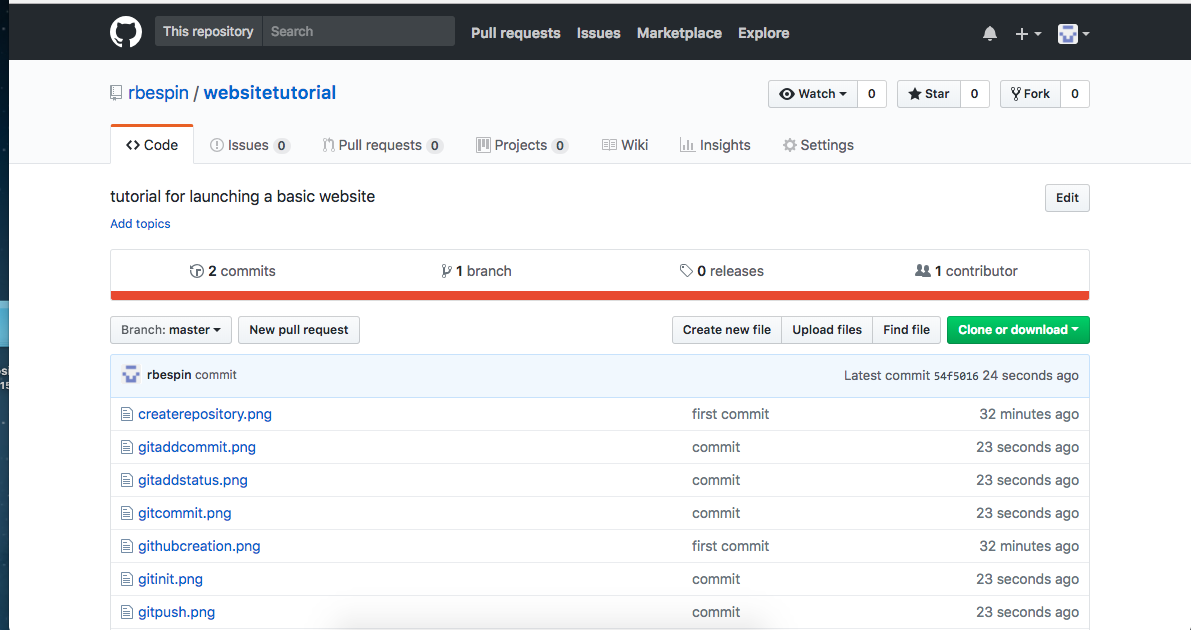 This repository Search Pull requests Issues Marketplace Explore
rbespin / websitetutorial Watch 0 Star 0 Fork 0
Code Issues 0 Pull requests 0 Projects 0 Wiki Insights Settings
tutorial for launching a basic website Edit
Add topics
2 commits 1 branch 0 releases 1 contributor
Branch: master New pull request Create new file Upload files Find file Clone or download
rbespin commit Latest commit 54f5016 24 seconds ago
createrepository.png first commit 32 minutes ago
gitaddcommit.png commit 23 seconds ago
gitaddstatus.png commit 23 seconds ago
gitcommit.png commit 23 seconds ago
githubcreation.png first commit 32 minutes ago
gitinit.png commit 23 seconds ago
gitpush.png commit 23 seconds ago